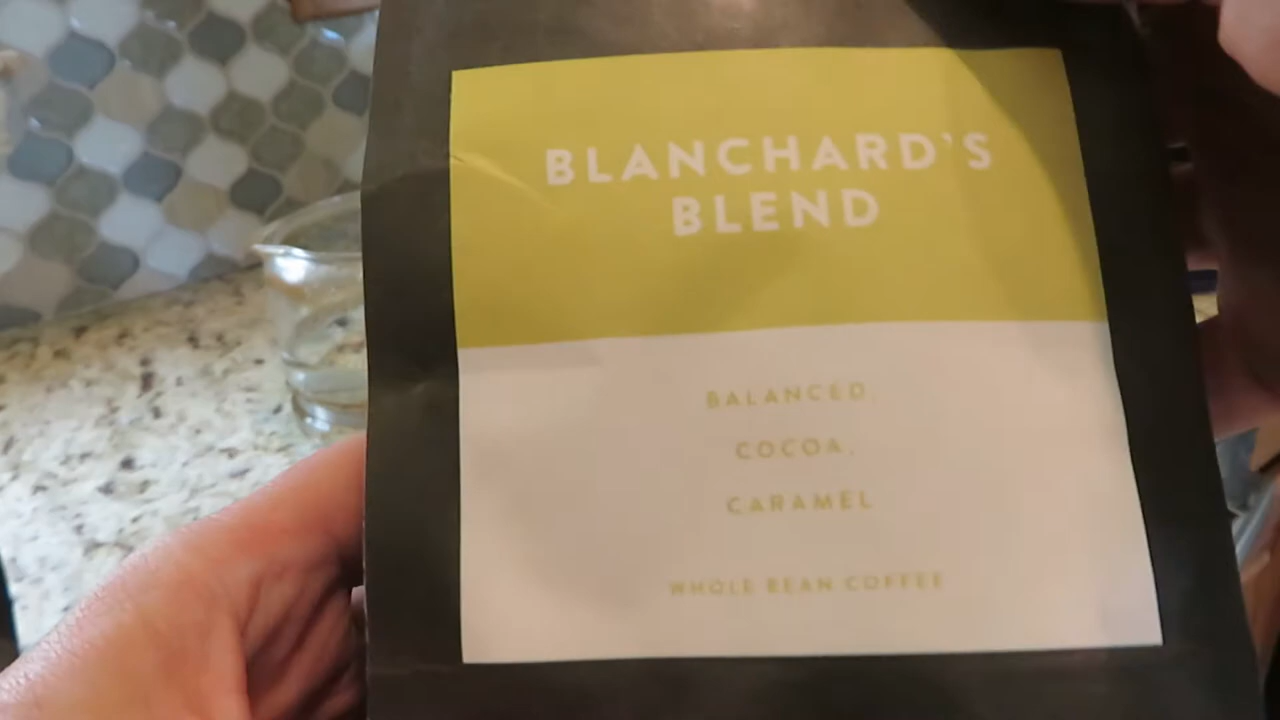 BLANCHARD'S
BLEND
BALANCED,
COCOA,
CARAMEL
WHOLE BEAN COFFEE